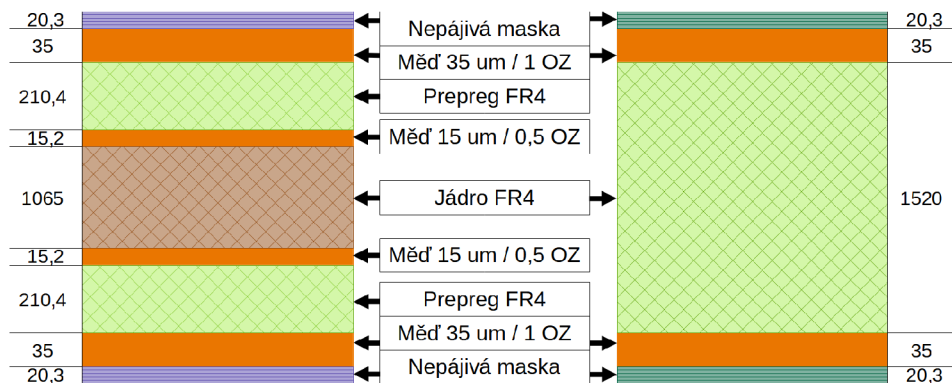 20,3
35
210,4
15,2
1065
15,2
210,4
35
20,3
Nepájivá maska
Měď 35 um / 1 OZ
Prepreg FR4
Měď 15 um / 0,5 OZ
Jádro FR4
Měď 15 um / 0,5 OZ
Prepreg FR4
Měď 35 um / 1 OZ
Nepájivá maska
20,3
35
1520
35
20,3